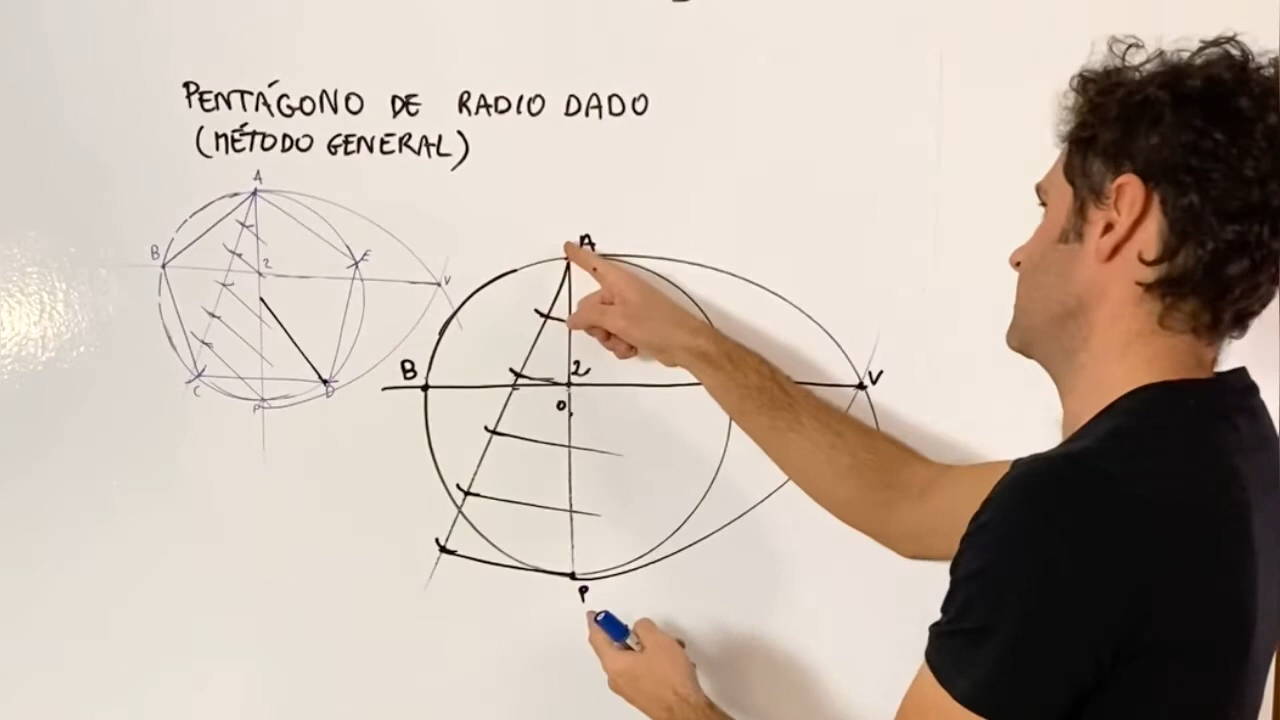 PENTÁGONO DE RADIO DADO
(MÉTODO GENERAL)
A
B
E
2
V
C
D
P
A
B
2
V
O
P